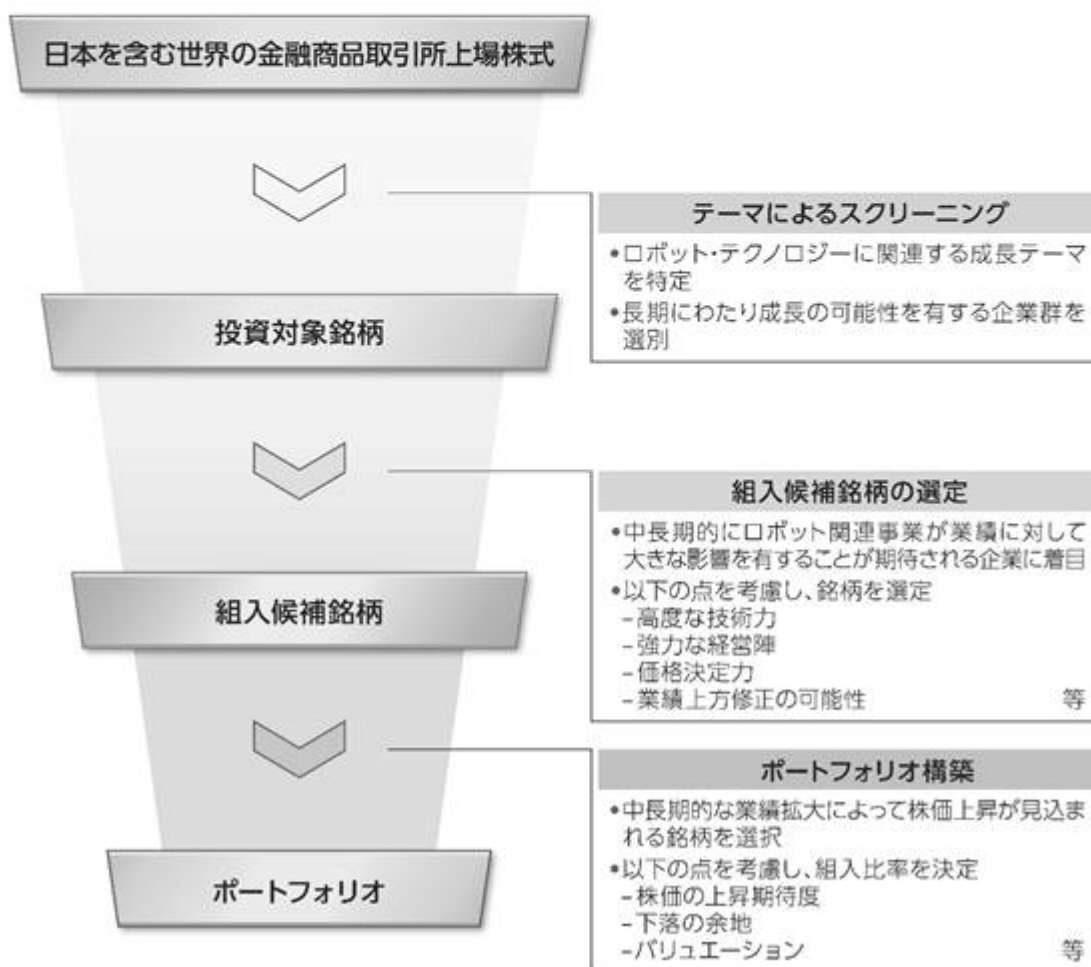 日本を含む世界の金融商品取引所上場株式
テーマによるスクリーニング
•ロボット・テクノロジーに関連する成長テーマ
を特定
•長期にわたり成長の可能性を有する企業群を
選別
投資対象銘柄
組入候補銘柄の選定
•中長期的にロボット関連事業が業績に対して
大きな影響を有することが期待される企業に着目
•以下の点を考慮し、銘柄を選定
–高度な技術力
–強力な経営陣
–価格決定力
–業績上方修正の可能性 等
組入候補銘柄
ポートフォリオ構築
•中長期的な業績拡大によって株価上昇が見込ま
れる銘柄を選択
•以下の点を考慮し、組入比率を決定
–株価の上昇期待度
–下落の余地
–バリュエーション 等
ポートフォリオ